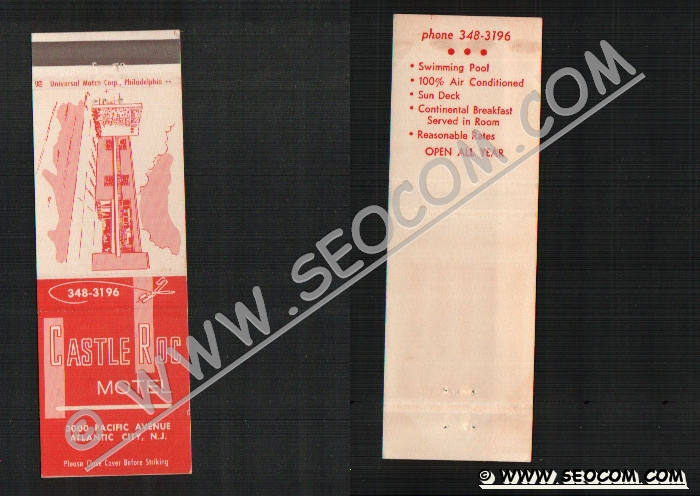 Universal Match Corp., Philadelphia
348-3196
CASTLE ROC
MOTEL
3000 PACIFIC AVENUE
ATLANTIC CITY, N.J.
Please Close Cover Before Striking
phone 348-3196
• • •
• Swimming Pool
• 100% Air Conditioned
• Sun Deck
• Continental Breakfast
Served in Room
• Reasonable Rates
OPEN ALL YEAR
© WWW.SEOCOM.COM
© WWW.SEOCOM.COM